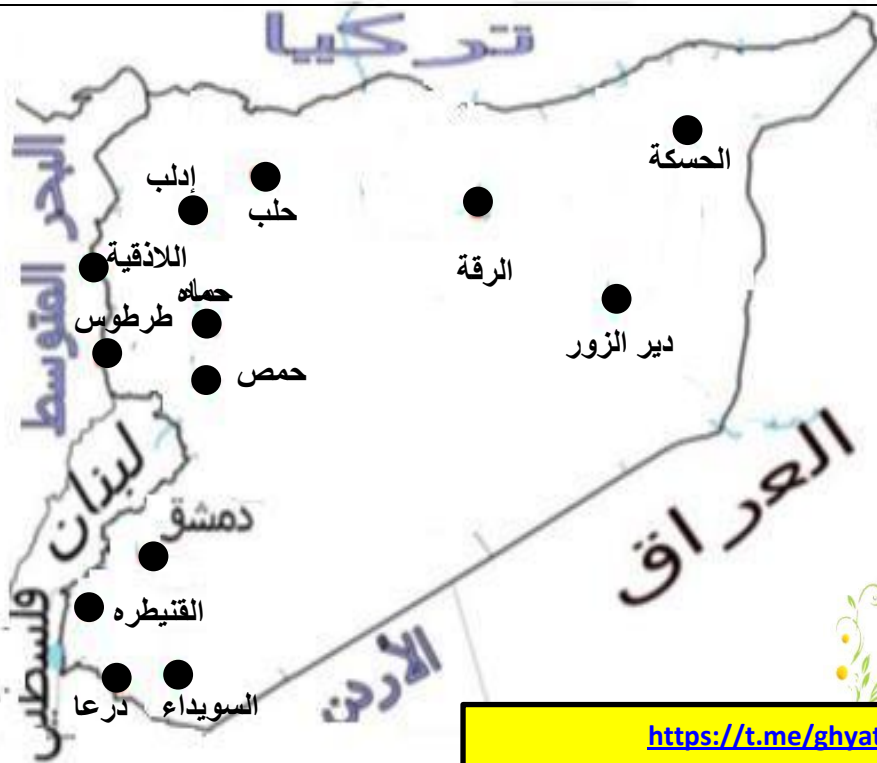 تركيا
البحر المتوسط
الحسكة
إدلب
حلب
الرقة
اللاذقية
حماه
دير الزور
طرطوس
حمص
لبنان
العراق
دمشق
القنيطره
فلسطين
الأردن
درعا
السويداء
https://t.me/ghyat